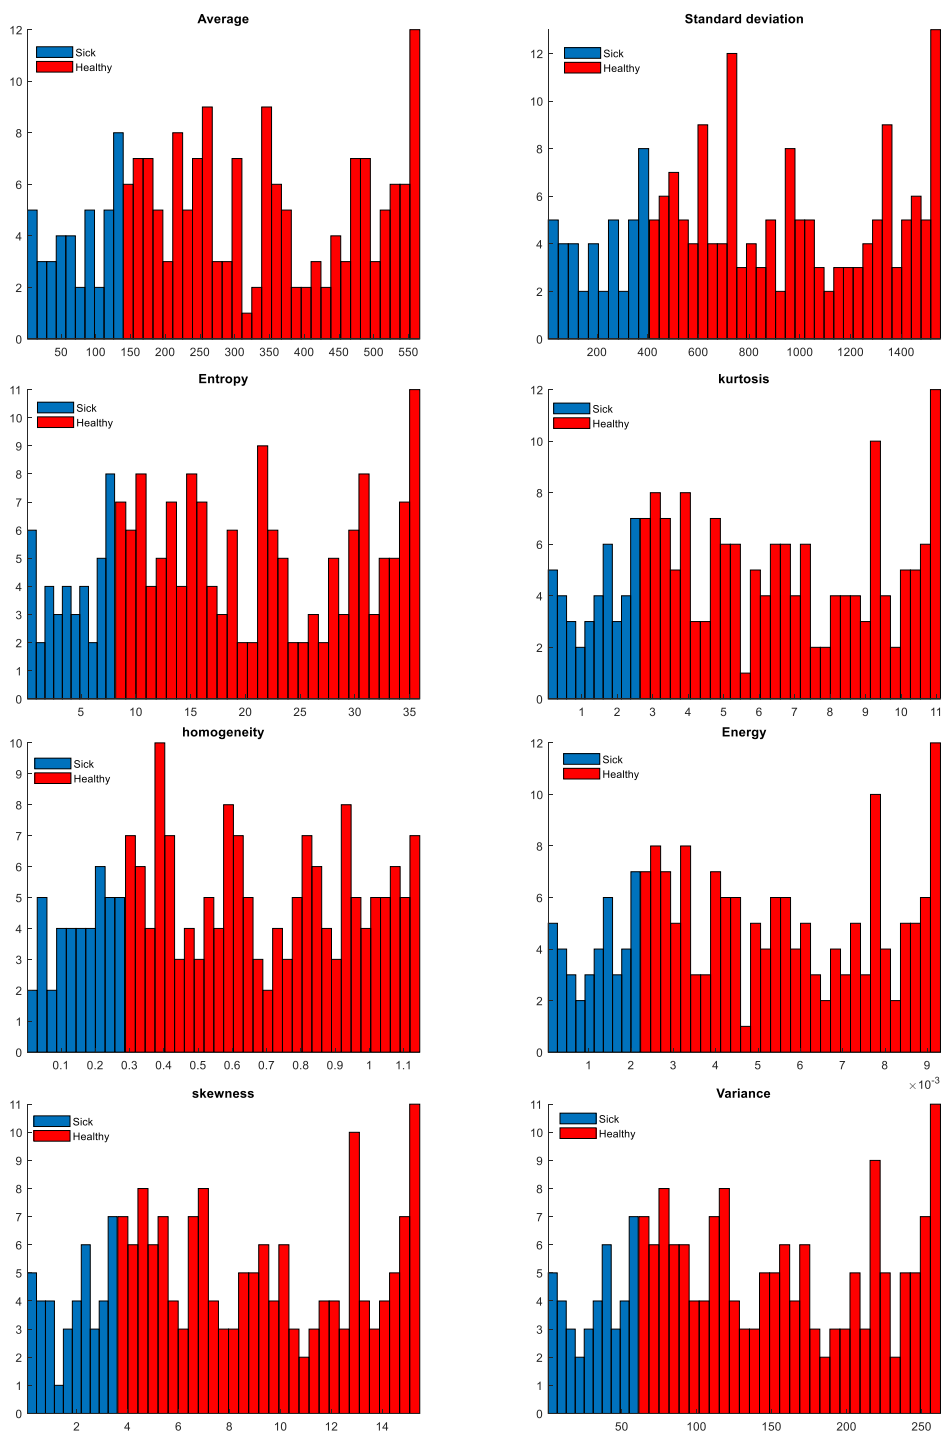 Average
Sick
Healthy
12
10
8
6
4
2
0
50 100 150 200 250 300 350 400 450 500 550
Standard deviation
Sick
Healthy
12
10
8
6
4
2
0
200 400 600 800 1000 1200 1400
Entropy
Sick
Healthy
11
10
9
8
7
6
5
4
3
2
1
0
5 10 15 20 25 30 35
kurtosis
Sick
Healthy
12
10
8
6
4
2
0
1 2 3 4 5 6 7 8 9 10 11
homogeneity
Sick
Healthy
10
9
8
7
6
5
4
3
2
1
0
0.1 0.2 0.3 0.4 0.5 0.6 0.7 0.8 0.9 1 1.1
Energy
Sick
Healthy
12
10
8
6
4
2
0
1 2 3 4 5 6 7 8 9
×10-3
skewness
Sick
Healthy
11
10
9
8
7
6
5
4
3
2
1
0
2 4 6 8 10 12 14
Variance
Sick
Healthy
11
10
9
8
7
6
5
4
3
2
1
0
50 100 150 200 250